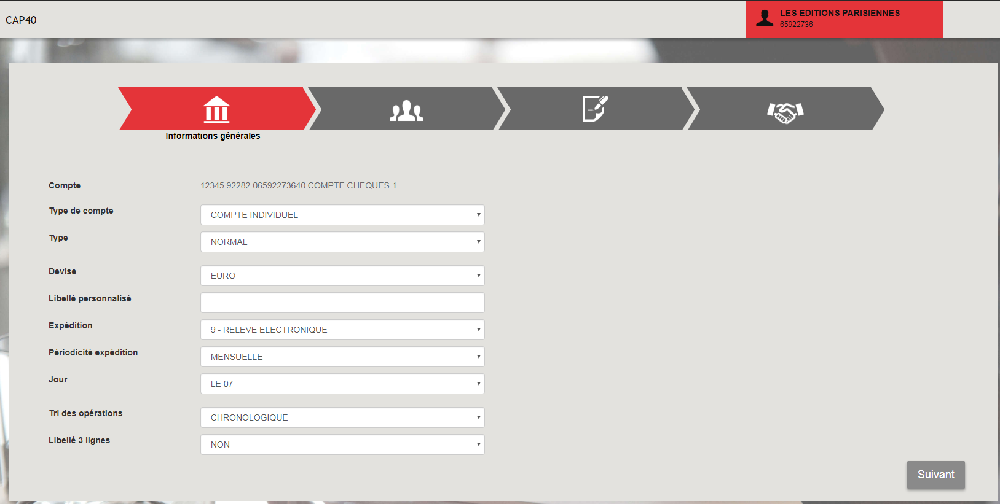 CAP40
LES EDITIONS PARISIENNES
65922736
Informations générales
Compte
12345 92282 06592273640 COMPTE CHEQUES 1
Type de compte
COMPTE INDIVIDUEL
Type
NORMAL
Devise
EURO
Libellé personnalisé
Expédition
9 - RELEVE ELECTRONIQUE
Périodicité expédition
MENSUELLE
Jour
LE 07
Tri des opérations
CHRONOLOGIQUE
Libellé 3 lignes
NON
Suivant